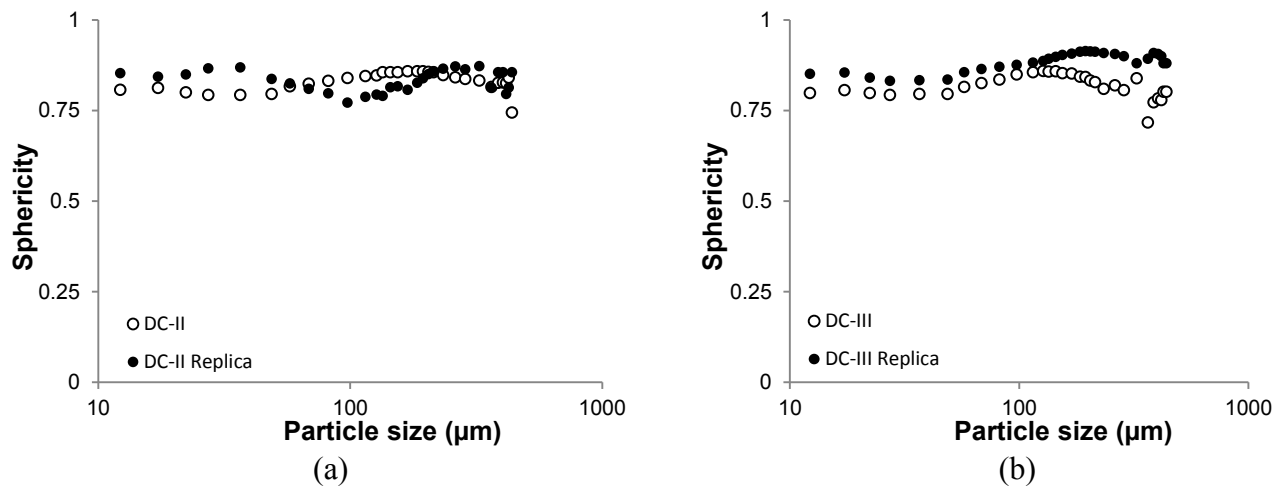 1
0.75
0.5
0.25
0
Sphericity
DC-II
DC-II Replica
10
100
1000
Particle size (µm)
(a)
1
0.75
0.5
0.25
0
Sphericity
DC-III
DC-III Replica
10
100
1000
Particle size (µm)
(b)